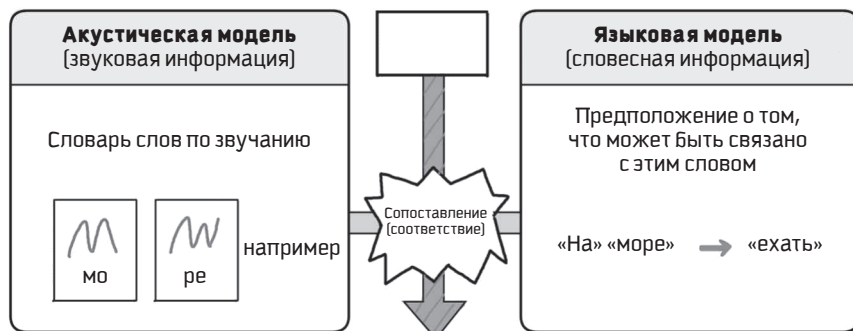 Акустическая модель
(звуковая информация)
Словарь слов по звучанию
мо
ре
например
Сопоставление
(соответствие)
Языковая модель
(словесная информация)
Предположение о том,
что может быть связано
с этим словом
«На» «море» → «ехать»